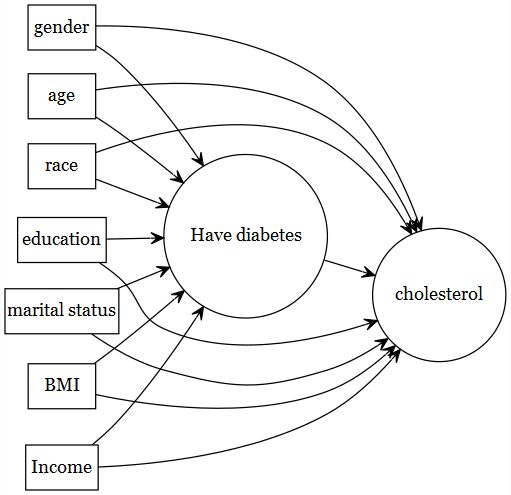 gender
age
race
education
marital status
BMI
Income
Have diabetes
cholesterol